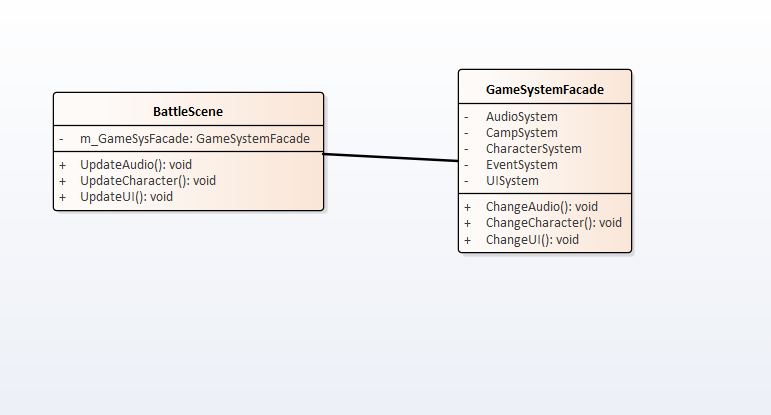 BattleScene
- m_GameSysFacade: GameSystemFacade
+ UpdateAudio(): void
+ UpdateCharacter(): void
+ UpdateUI(): void
GameSystemFacade
- AudioSystem
- CampSystem
- CharacterSystem
- EventSystem
- UISystem
+ ChangeAudio(): void
+ ChangeCharacter(): void
+ ChangeUI(): void